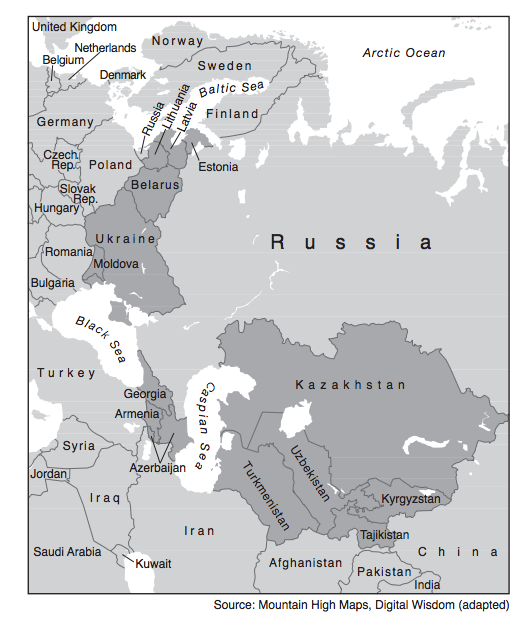 United Kingdom
Norway
Netherlands
Belgium
Arctic Ocean
Sweden
Denmark
Baltic Sea
Russia
Lithuania
Latvia
Finland
Germany
Czech
Rep.
Poland
Estonia
Belarus
Slovak
Rep.
Hungary
Ukraine
Russia
Romania
Moldova
Bulgaria
Black Sea
Turkey
Caspian Sea
Kazakhstan
Georgia
Armenia
Syria
Azerbaijan
Jordan
Turkmenistan
Uzbekistan
Kyrgyzstan
Iraq
Iran
Tajikistan
China
Saudi Arabia
Kuwait
Afghanistan
Pakistan
India
Source: Mountain High Maps, Digital Wisdom (adapted)